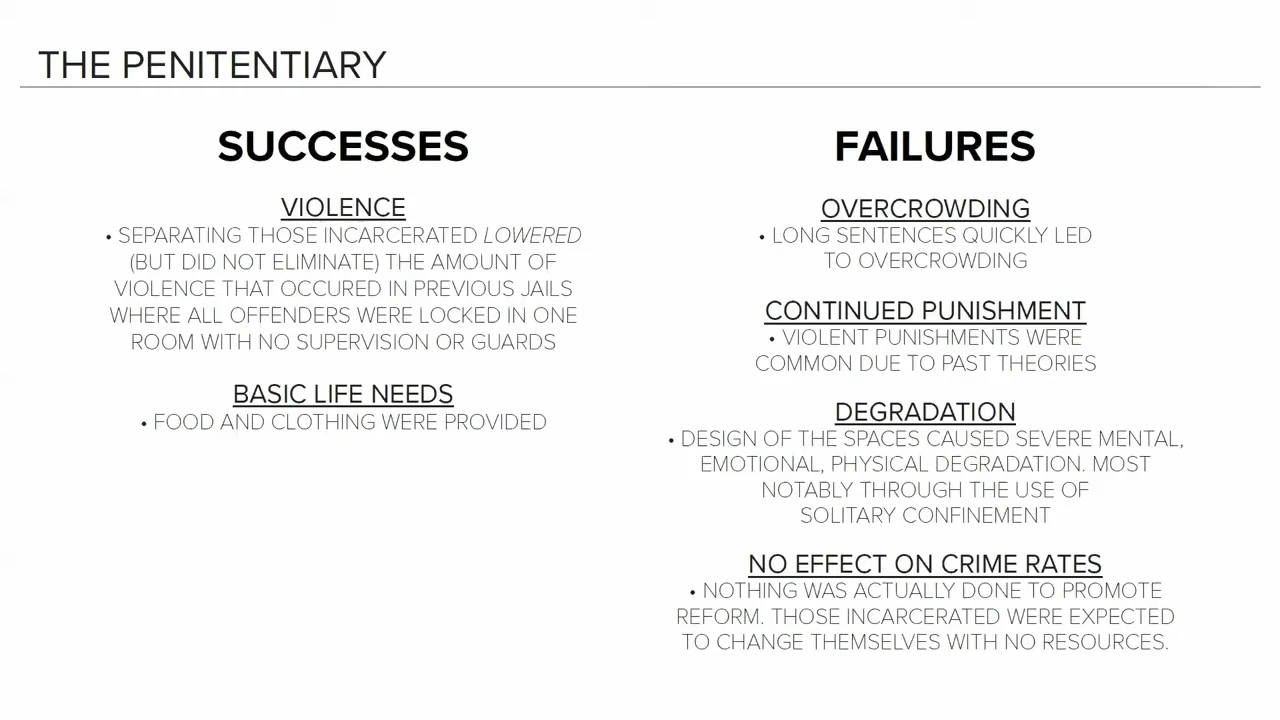 THE PENITENTIARY
SUCCESSES
VIOLENCE
• SEPARATING THOSE INCARCERATED LOWERED
(BUT DID NOT ELIMINATE) THE AMOUNT OF
VIOLENCE THAT OCCURED IN PREVIOUS JAILS
WHERE ALL OFFENDERS WERE LOCKED IN ONE
ROOM WITH NO SUPERVISION OR GUARDS
BASIC LIFE NEEDS
• FOOD AND CLOTHING WERE PROVIDED
FAILURES
OVERCROWDING
• LONG SENTENCES QUICKLY LED
TO OVERCROWDING
CONTINUED PUNISHMENT
• VIOLENT PUNISHMENTS WERE
COMMON DUE TO PAST THEORIES
DEGRADATION
• DESIGN OF THE SPACES CAUSED SEVERE MENTAL,
EMOTIONAL, PHYSICAL DEGRADATION. MOST
NOTABLY THROUGH THE USE OF
SOLITARY CONFINEMENT
NO EFFECT ON CRIME RATES
• NOTHING WAS ACTUALLY DONE TO PROMOTE
REFORM. THOSE INCARCERATED WERE EXPECTED
TO CHANGE THEMSELVES WITH NO RESOURCES.